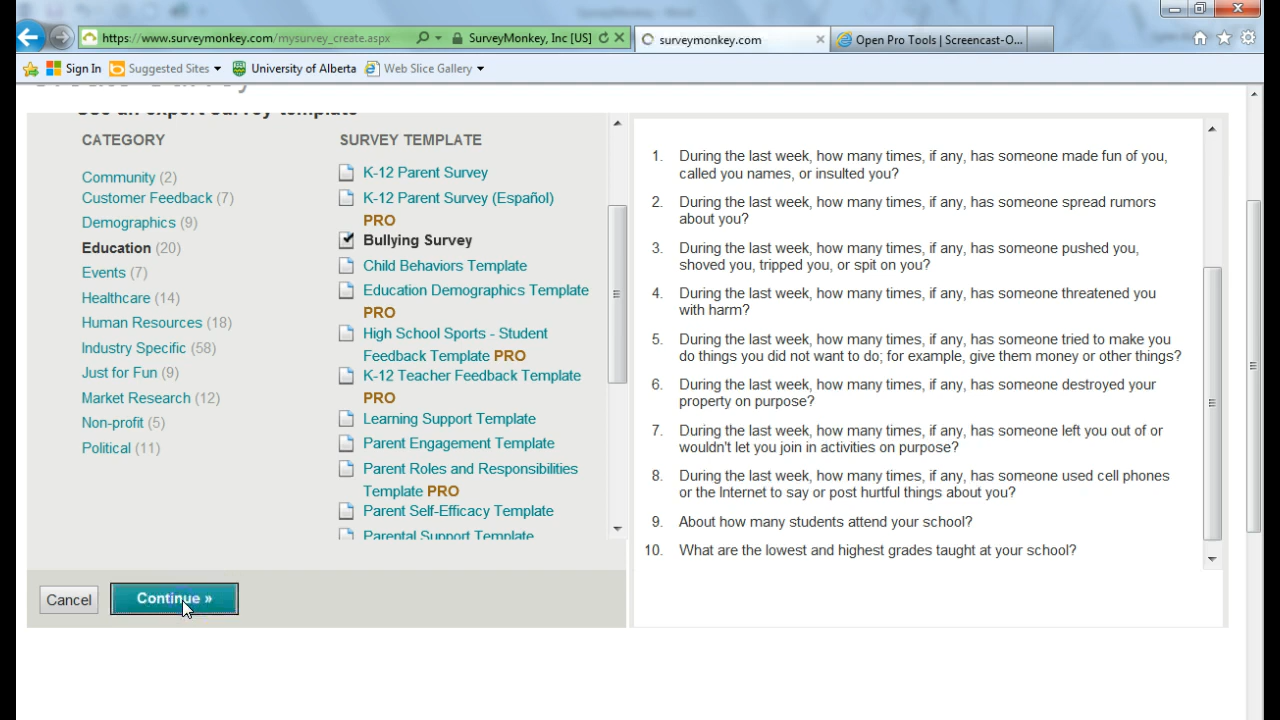 https://www.surveymonkey.com/mysurvey_create.aspx
SurveyMonkey, Inc [US]
surveymonkey.com
Open Pro Tools | Screencast-O...
Sign In
Suggested Sites
University of Alberta
Web Slice Gallery
Use an expert survey template
CATEGORY
Community (2)
Customer Feedback (7)
Demographics (9)
Education (20)
Events (7)
Healthcare (14)
Human Resources (18)
Industry Specific (58)
Just for Fun (9)
Market Research (12)
Non-profit (5)
Political (11)
SURVEY TEMPLATE
K-12 Parent Survey
K-12 Parent Survey (Español)
PRO
Bullying Survey
Child Behaviors Template
Education Demographics Template
PRO
High School Sports - Student
Feedback Template PRO
K-12 Teacher Feedback Template
PRO
Learning Support Template
Parent Engagement Template
Parent Roles and Responsibilities
Template PRO
Parent Self-Efficacy Template
Parental Support Template
Cancel
Continue »
1. During the last week, how many times, if any, has someone made fun of you,
called you names, or insulted you?
2. During the last week, how many times, if any, has someone spread rumors
about you?
3. During the last week, how many times, if any, has someone pushed you,
shoved you, tripped you, or spit on you?
4. During the last week, how many times, if any, has someone threatened you
with harm?
5. During the last week, how many times, if any, has someone tried to make you
do things you did not want to do; for example, give them money or other things?
6. During the last week, how many times, if any, has someone destroyed your
property on purpose?
7. During the last week, how many times, if any, has someone left you out of or
wouldn't let you join in activities on purpose?
8. During the last week, how many times, if any, has someone used cell phones
or the Internet to say or post hurtful things about you?
9. About how many students attend your school?
10. What are the lowest and highest grades taught at your school?